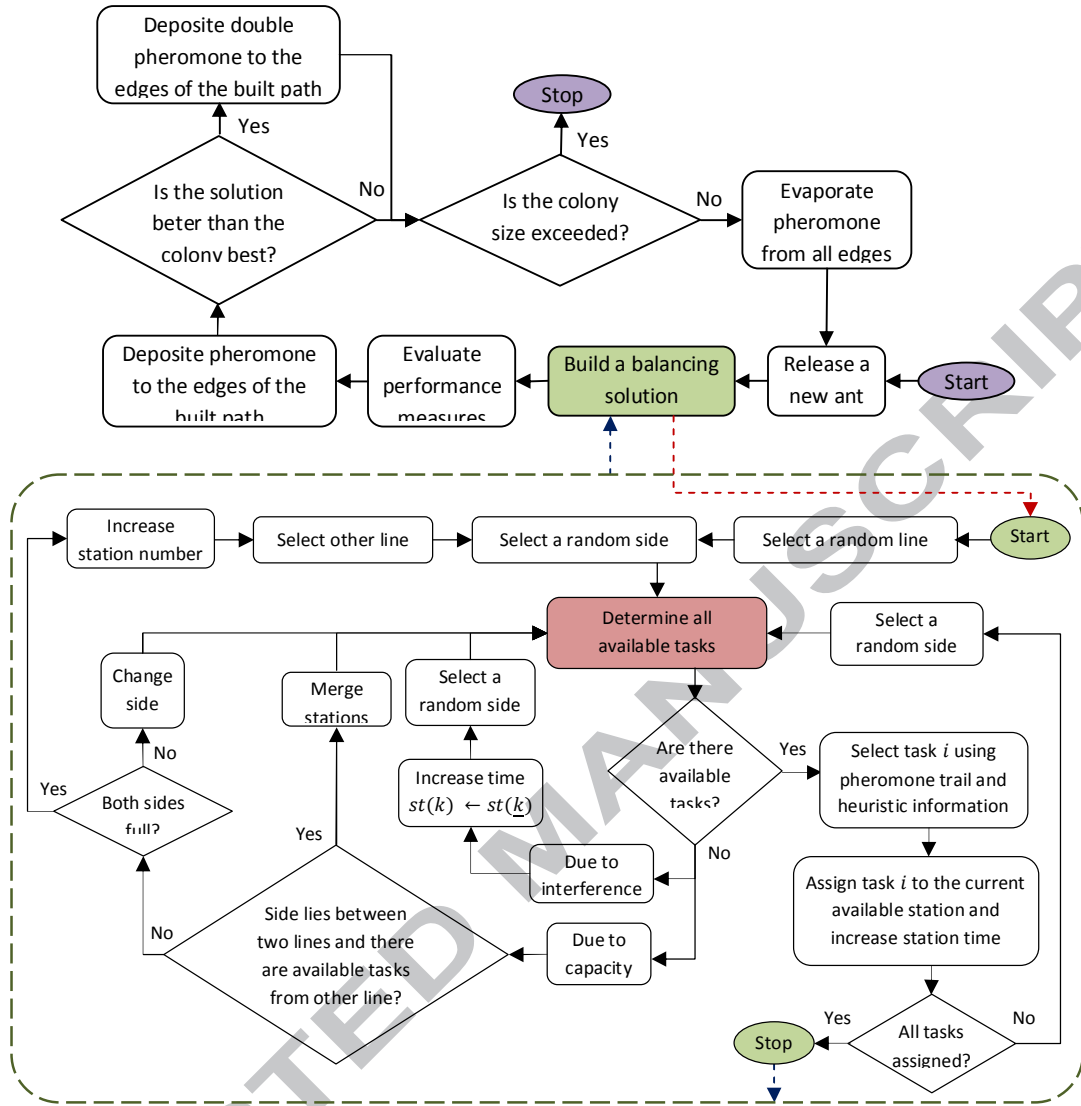 Deposite double
pheromone to the
edges of the built path
Stop
Yes
Yes
Is the solution
beter than the
colony best?
No
Is the colony
size exceeded?
No
Evaporate
pheromone
from all edges
Deposite pheromone
to the edges of the
built path
Evaluate
performance
measures
Build a balancing
solution
Release a
new ant
Start
Increase
station number
Select other line
Select a random side
Select a random line
Start
Determine all
available tasks
Select a
random side
Change
side
Merge
stations
Select a
random side
No
Are there
available
tasks?
Yes
Select task i using
pheromone trail and
heuristic information
Yes
Both sides
full?
Increase time
st(k) ← st(k)
Yes
No
Due to
interference
Assign task i to the current
available station and
increase station time
Side lies between
two lines and there
are available tasks
from other line?
No
Due to
capacity
Stop
Yes
All tasks
assigned?
No
TED MANUSCRIP